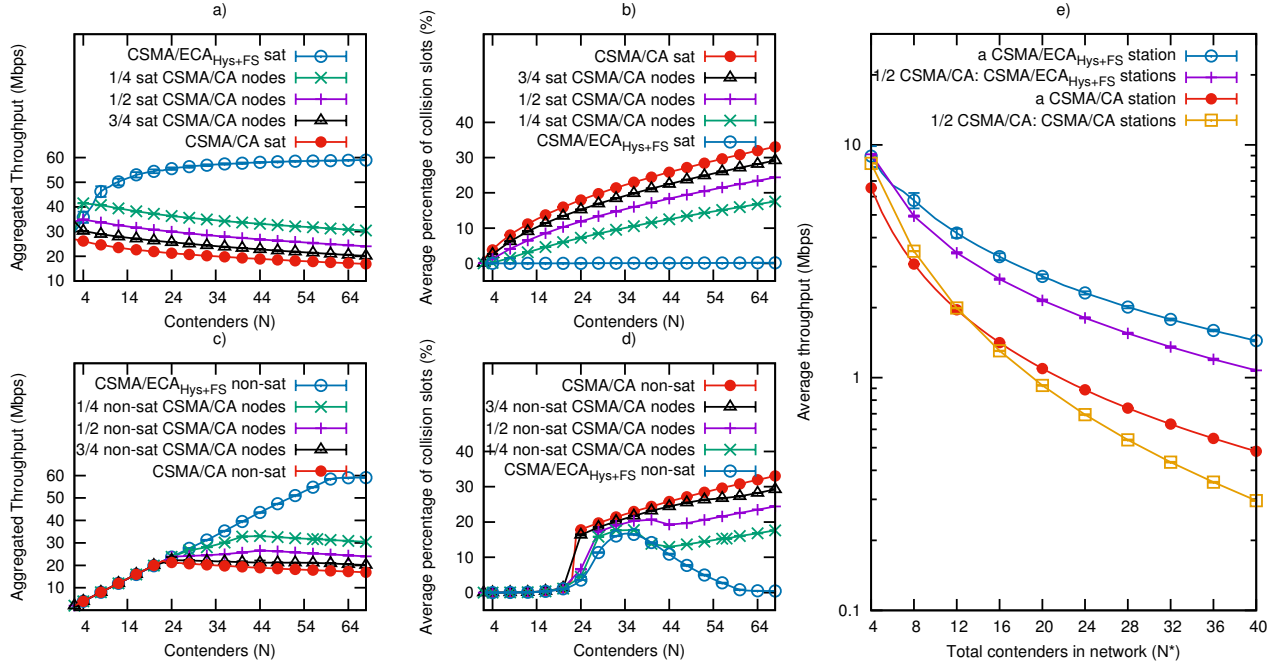 a)
Aggregated Throughput (Mbps)
CSMA/ECA_Hys+FS sat
1/4 sat CSMA/CA nodes
1/2 sat CSMA/CA nodes
3/4 sat CSMA/CA nodes
CSMA/CA sat
60
50
40
30
20
10
4 14 24 34 44 54 64
Contenders (N)
b)
Average percentage of collision slots (%)
CSMA/CA sat
3/4 sat CSMA/CA nodes
1/2 sat CSMA/CA nodes
1/4 sat CSMA/CA nodes
CSMA/ECA_Hys+FS sat
40
30
20
10
0
4 14 24 34 44 54 64
Contenders (N)
c)
Aggregated Throughput (Mbps)
CSMA/ECA_Hys+FS non-sat
1/4 non-sat CSMA/CA nodes
1/2 non-sat CSMA/CA nodes
3/4 non-sat CSMA/CA nodes
CSMA/CA non-sat
60
50
40
30
20
10
4 14 24 34 44 54 64
Contenders (N)
d)
Average percentage of collision slots (%)
CSMA/CA non-sat
3/4 non-sat CSMA/CA nodes
1/2 non-sat CSMA/CA nodes
1/4 non-sat CSMA/CA nodes
CSMA/ECA_Hys+FS non-sat
40
30
20
10
0
4 14 24 34 44 54 64
Contenders (N)
e)
Average throughput (Mbps)
a CSMA/ECA_Hys+FS station
1/2 CSMA/CA: CSMA/ECA_Hys+FS stations
a CSMA/CA station
1/2 CSMA/CA: CSMA/CA stations
10
1
0.1
4 8 12 16 20 24 28 32 36 40
Total contenders in network (N*)